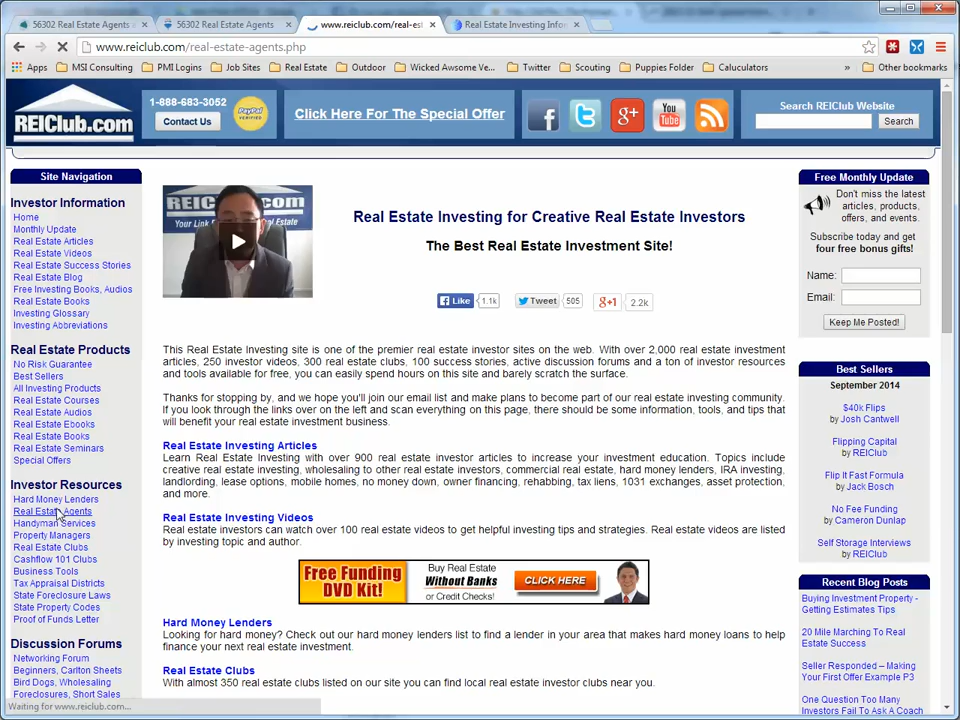 56302 Real Estate Agents a
56302 Real Estate Agents
www.reiclub.com/real-est
Real Estate Investing Infor
www.reiclub.com/real-estate-agents.php
Apps
MSI Consulting
PMI Logins
Job Sites
Real Estate
Outdoor
Wicked Awsome Ve...
Twitter
Scouting
Puppies Folder
Caluculators
»
Other bookmarks
REIClub.com
1-888-683-3052
Contact Us
PayPal VERIFIED
Click Here For The Special Offer
You Tube
Search REIClub Website
Search
Site Navigation
Investor Information
Home
Monthly Update
Real Estate Articles
Real Estate Videos
Real Estate Success Stories
Real Estate Blog
Free Investing Books, Audios
Real Estate Books
Investing Glossary
Investing Abbreviations
Real Estate Products
No Risk Guarantee
Best Sellers
All Investing Products
Real Estate Courses
Real Estate Audios
Real Estate Ebooks
Real Estate Books
Real Estate Seminars
Special Offers
Investor Resources
Hard Money Lenders
Real Estate Agents
Handyman Services
Property Managers
Real Estate Clubs
Cashflow 101 Clubs
Business Tools
Tax Appraisal Districts
State Foreclosure Laws
State Property Codes
Proof of Funds Letter
Discussion Forums
Networking Forum
Beginners, Carlton Sheets
Bird Dogs, Wholesaling
Foreclosures, Short Sales
Waiting for www.reiclub.com...
Real Estate Investing for Creative Real Estate Investors
The Best Real Estate Investment Site!
Like 1.1k
Tweet 505
g+1 2.2k
This Real Estate Investing site is one of the premier real estate investor sites on the web. With over 2,000 real estate investment
articles, 250 investor videos, 300 real estate clubs, 100 success stories, active discussion forums and a ton of investor resources
and tools available for free, you can easily spend hours on this site and barely scratch the surface.
Thanks for stopping by, and we hope you'll join our email list and make plans to become part of our real estate investing community.
If you look through the links over on the left and scan everything on this page, there should be some information, tools, and tips that
will benefit your real estate investment business.
Real Estate Investing Articles
Learn Real Estate Investing with over 900 real estate investor articles to increase your investment education. Topics include
creative real estate investing, wholesaling to other real estate investors, commercial real estate, hard money lenders, IRA investing,
landlording, lease options, mobile homes, no money down, owner financing, rehabbing, tax liens, 1031 exchanges, asset protection,
and more.
Real Estate Investing Videos
Real estate investors can watch over 100 real estate videos to get helpful investing tips and strategies. Real estate videos are listed
by investing topic and author.
Free Funding
DVD Kit!
Buy Real Estate
Without Banks
or Credit Checks!
CLICK HERE
Hard Money Lenders
Looking for hard money? Check out our hard money lenders list to find a lender in your area that makes hard money loans to help
finance your next real estate investment.
Real Estate Clubs
With almost 350 real estate clubs listed on our site you can find local real estate investor clubs near you.
Free Monthly Update
Don't miss the latest
articles, products,
offers, and events.
Subscribe today and get
four free bonus gifts!
Name:
Email:
Keep Me Posted!
Best Sellers
September 2014
$40k Flips
by Josh Cantwell
Flipping Capital
by REIClub
Flip It Fast Formula
by Jack Bosch
No Fee Funding
by Cameron Dunlap
Self Storage Interviews
by REIClub
Recent Blog Posts
Buying Investment Property -
Getting Estimates Tips
20 Mile Marching To Real
Estate Success
Seller Responded – Making
Your First Offer Example P3
One Question Too Many
Investors Fail To Ask A Coach